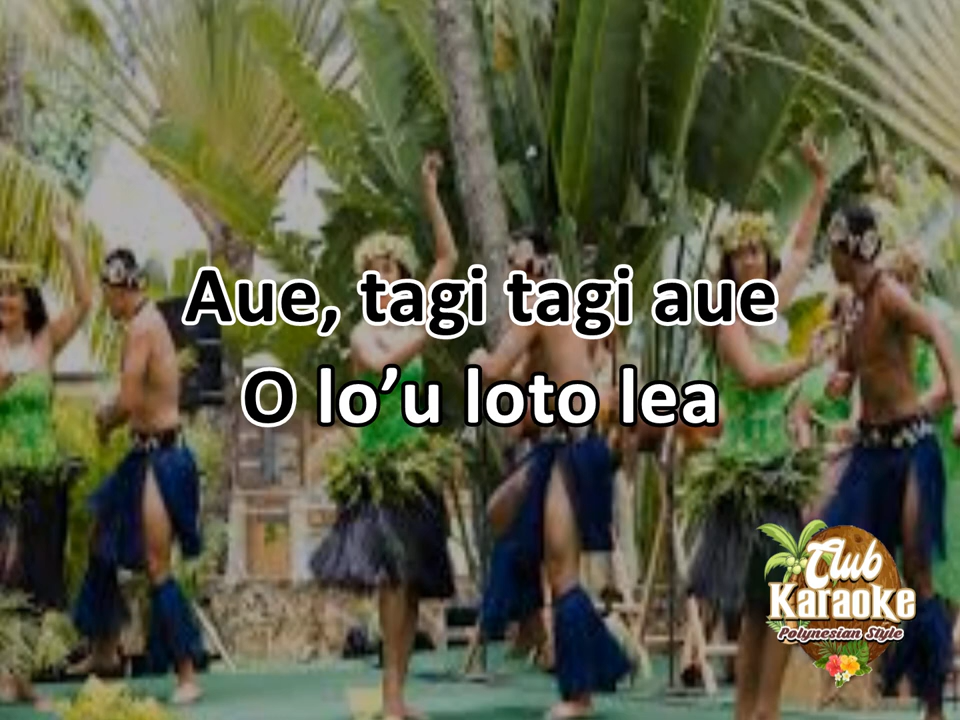 Aue, tagi tagi aue
O lo’u loto lea
Club
Karaoke
Polynesian Style